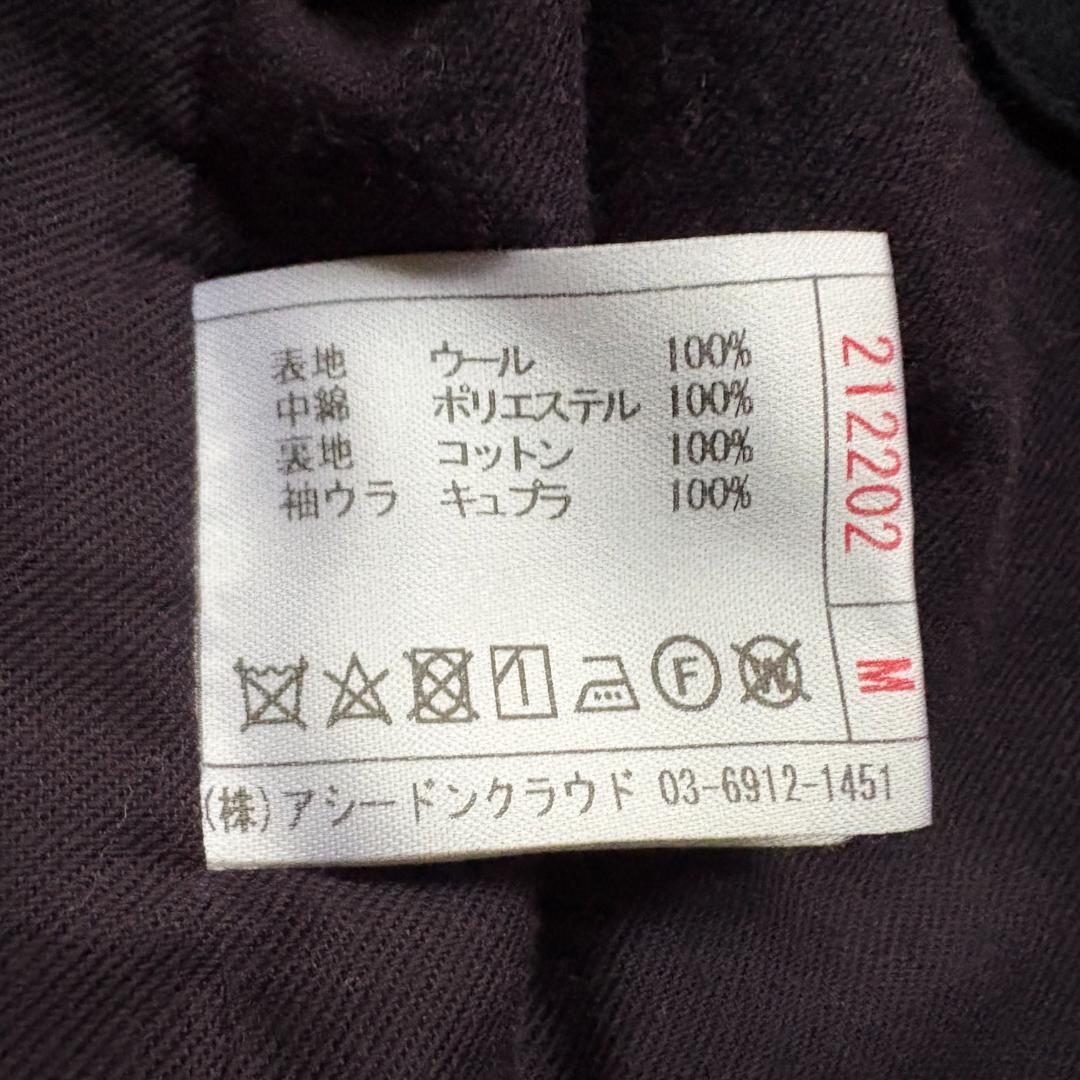 表地 ウール 100%
中綿 ポリエステル 100%
裏地 コットン 100%
袖ウラ キュプラ 100%
2122202
M
F
W
(株)アシードンクラウド 03-6912-1451